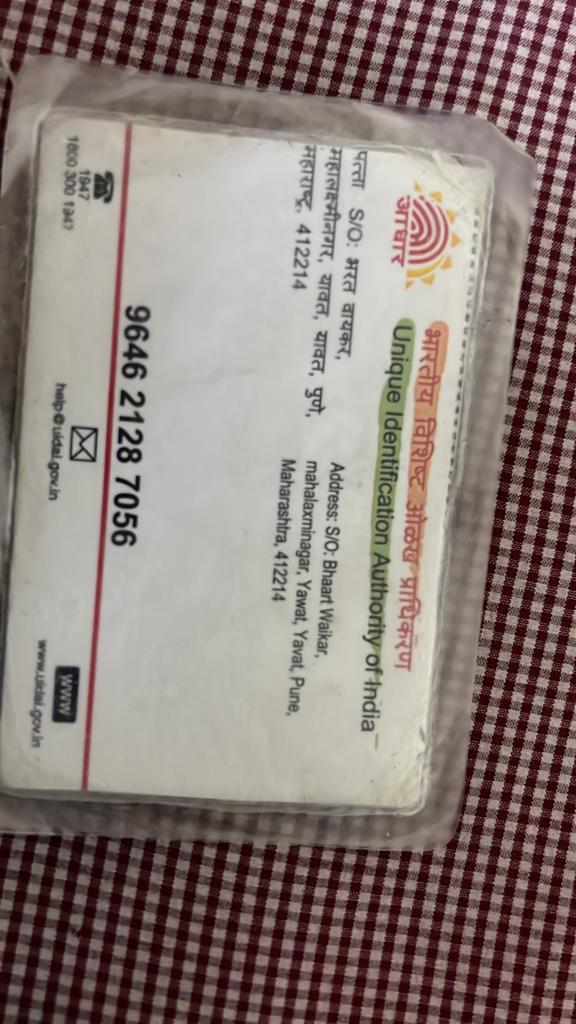 आधार
भारतीय विशिष्ट ओळख प्राधिकरण
Unique Identification Authority of India
पत्ता S/O: भरत वायकर,
महालक्ष्मीनगर, यावत, यावत, पुणे,
महाराष्ट्र, 412214
Address: S/O: Bhaart Waikar,
mahalaxminagar, Yawat, Yavat, Pune,
Maharashtra, 412214
9646 2128 7056
1947
1800 300 1947
help@uidai.gov.in
www
www.uidai.gov.in